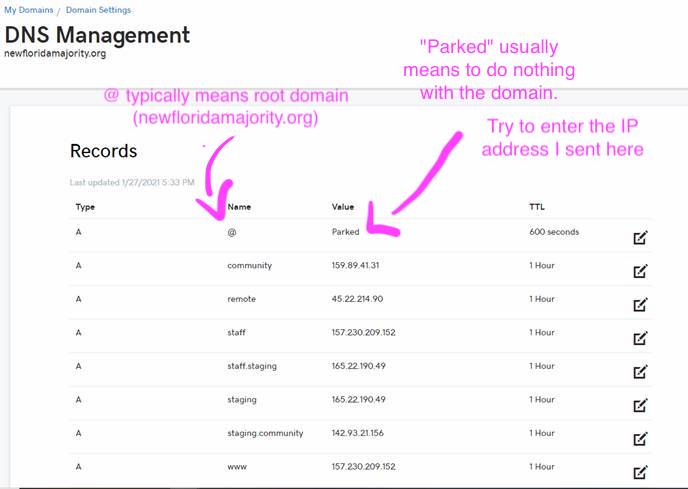 My Domains / Domain Settings
DNS Management
newfloridamajority.org
"Parked" usually
means to do nothing
with the domain.
@ typically means root domain
(newfloridamajority.org)
Try to enter the IP
address I sent here
Records
Last updated 1/27/2021 5:33 PM
Type Name Value TTL
A @ Parked 600 seconds
A community 159.89.41.31 1 Hour
A remote 45.22.214.90 1 Hour
A staff 157.230.209.152 1 Hour
A staff.staging 165.22.190.49 1 Hour
A staging 165.22.190.49 1 Hour
A staging.community 142.93.21.156 1 Hour
A www 157.230.209.152 1 Hour